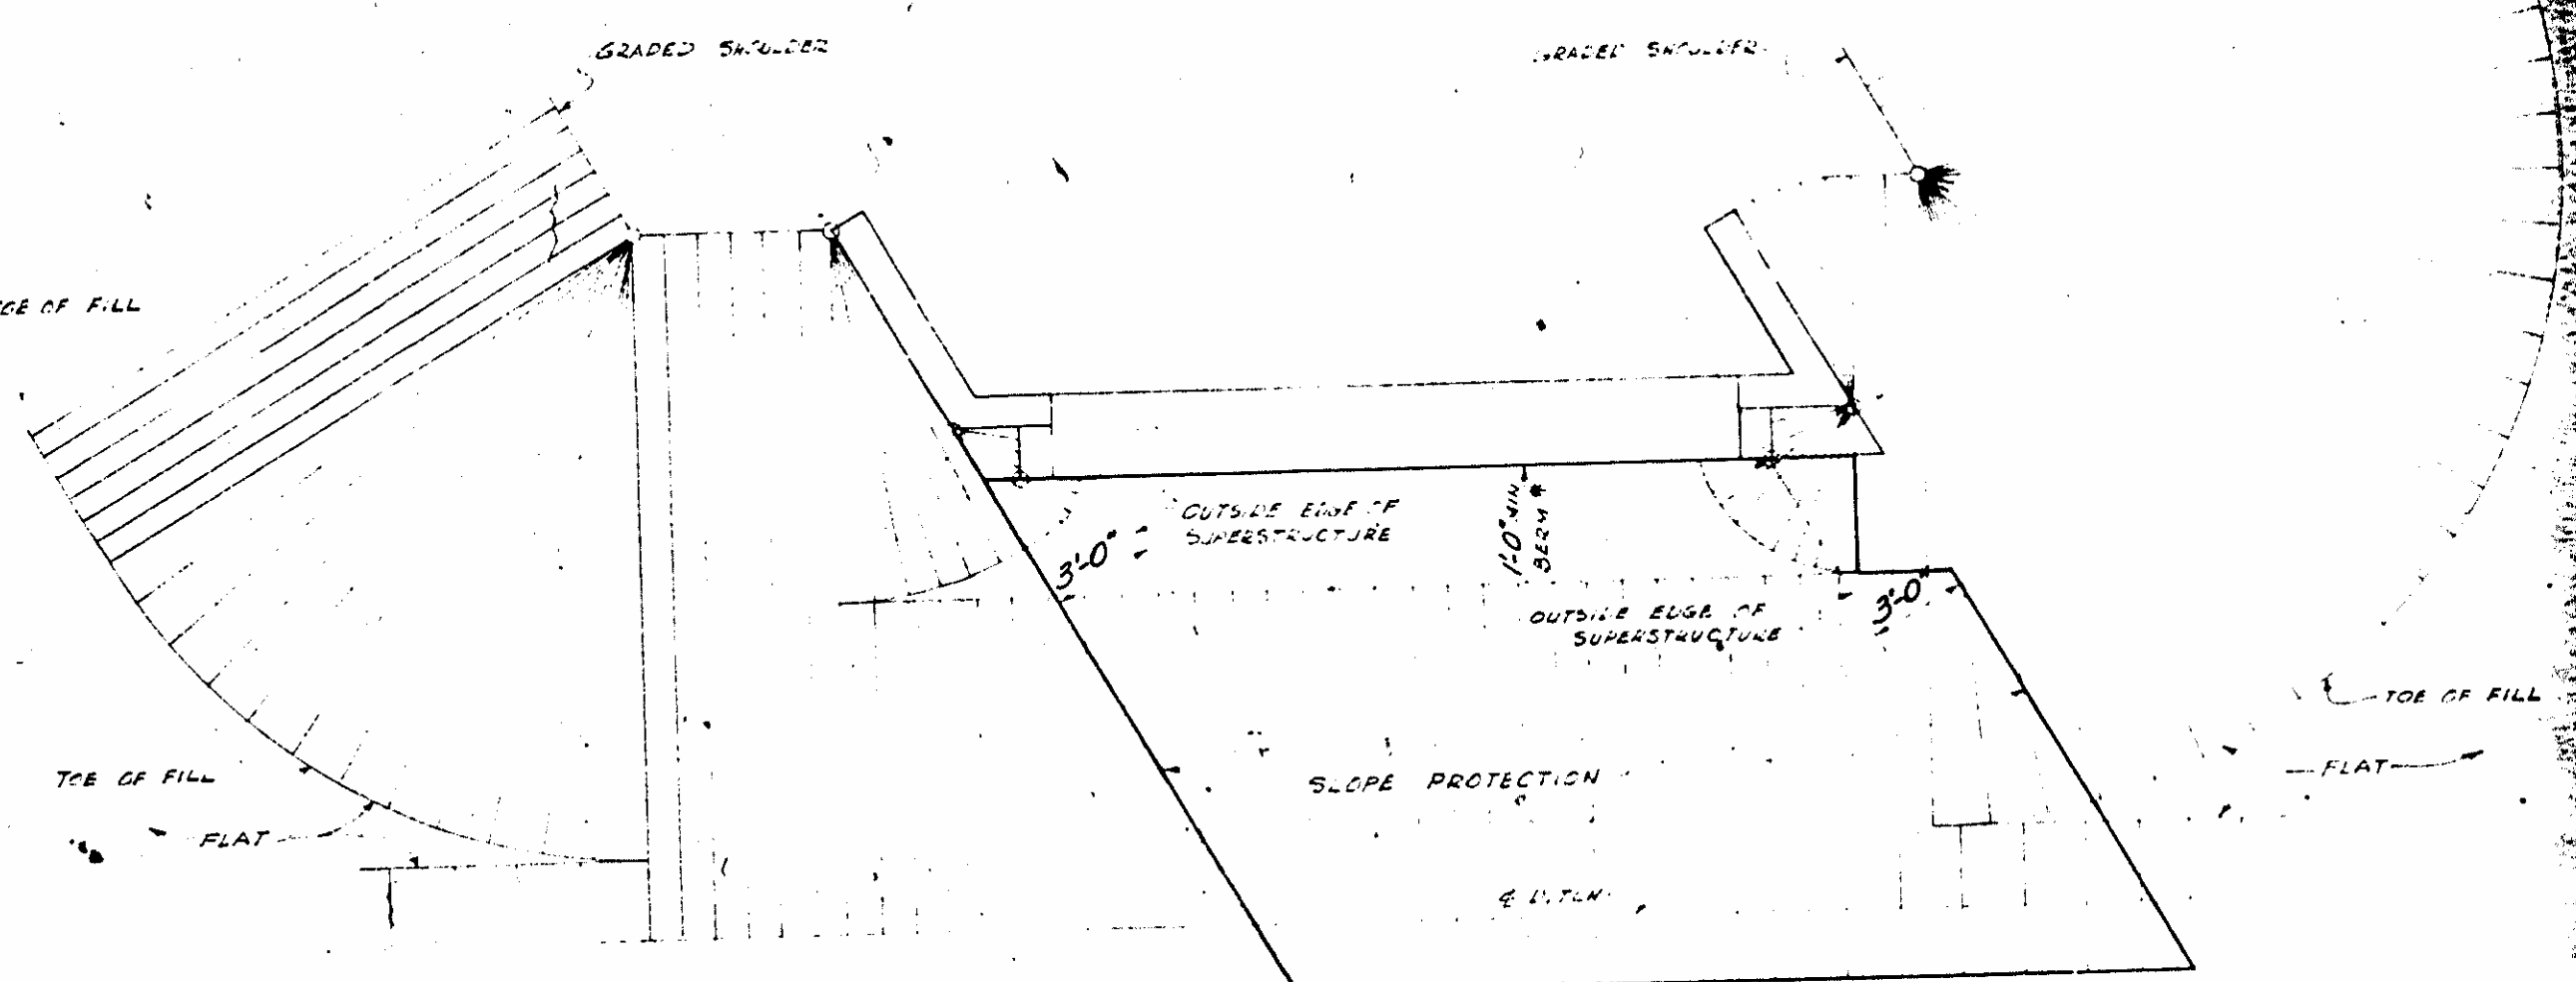 GRADED SHOULDER
GRADED SHOULDER
OF FILL
OUTSIDE EDGE OF
SUPERSTRUCTURE
3'-0"
1'-0" MIN
BERM *
OUTSIDE EDGE OF
SUPERSTRUCTURE
3'-0"
TOE OF FILL
FLAT
SLOPE PROTECTION
TOE OF FILL
FLAT
℄ DITCH